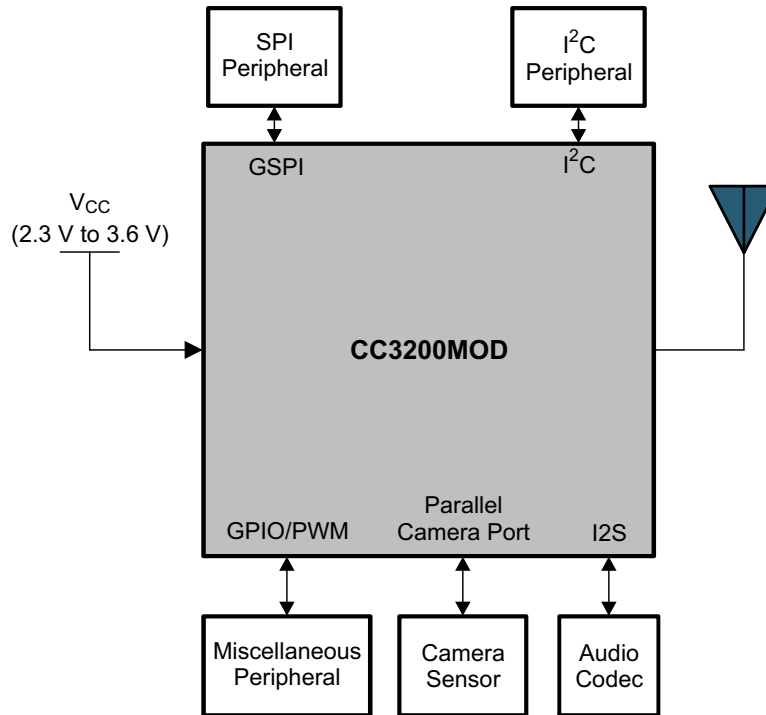 SPI
Peripheral
I²C
Peripheral
GSPI
I²C
VCC
(2.3 V to 3.6 V)
CC3200MOD
GPIO/PWM
Parallel
Camera Port
I2S
Miscellaneous
Peripheral
Camera
Sensor
Audio
Codec